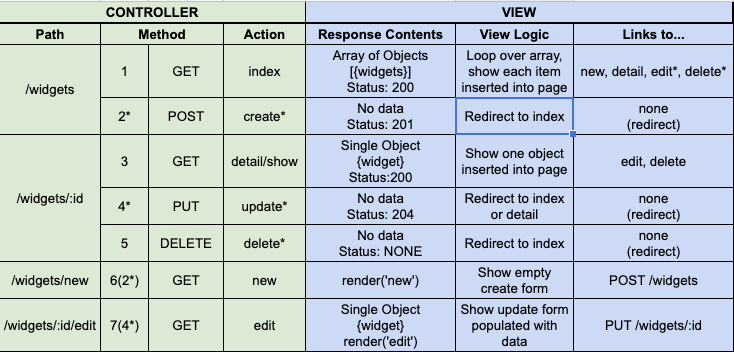 CONTROLLER VIEW
Path Method Action Response Contents View Logic Links to...
/widgets
1 GET index
Array of Objects
[{widgets}]
Status: 200
Loop over array,
show each item
inserted into page
new, detail, edit*, delete*
2* POST create*
No data
Status: 201
Redirect to index
none
(redirect)
/widgets/:id
3 GET detail/show
Single Object
{widget}
Status:200
Show one object
inserted into page
edit, delete
4* PUT update*
No data
Status: 204
Redirect to index
or detail
none
(redirect)
5 DELETE delete*
No data
Status: NONE
Redirect to index
none
(redirect)
/widgets/new 6(2*) GET new
render('new')
Show empty
create form
POST /widgets
/widgets/:id/edit 7(4*) GET edit
Single Object
{widget}
render('edit')
Show update form
populated with
data
PUT /widgets/:id